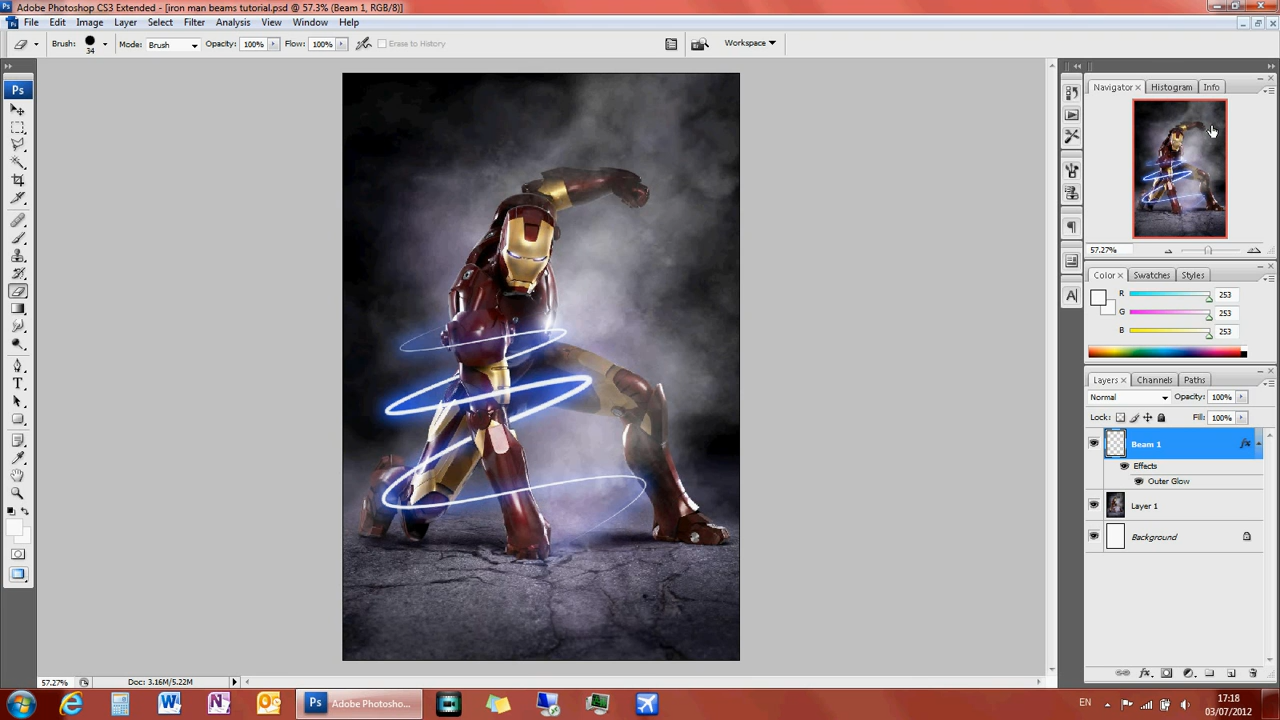 Adobe Photoshop CS3 Extended - [iron man beams tutorial.psd @ 57.3% (Beam 1, RGB/8)]
File Edit Image Layer Select Filter Analysis View Window Help
Brush: 34 Mode: Brush Opacity: 100% Flow: 100% Erase to History Workspace
Ps
Navigator Histogram Info
57.27%
Color Swatches Styles
R 253
G 253
B 253
Layers Channels Paths
Normal Opacity: 100%
Lock: Fill: 100%
Beam 1
Effects
Outer Glow
Layer 1
Background
57.27% Doc: 3.16M/5.22M
Adobe Photosho...
EN
17:18
03/07/2012